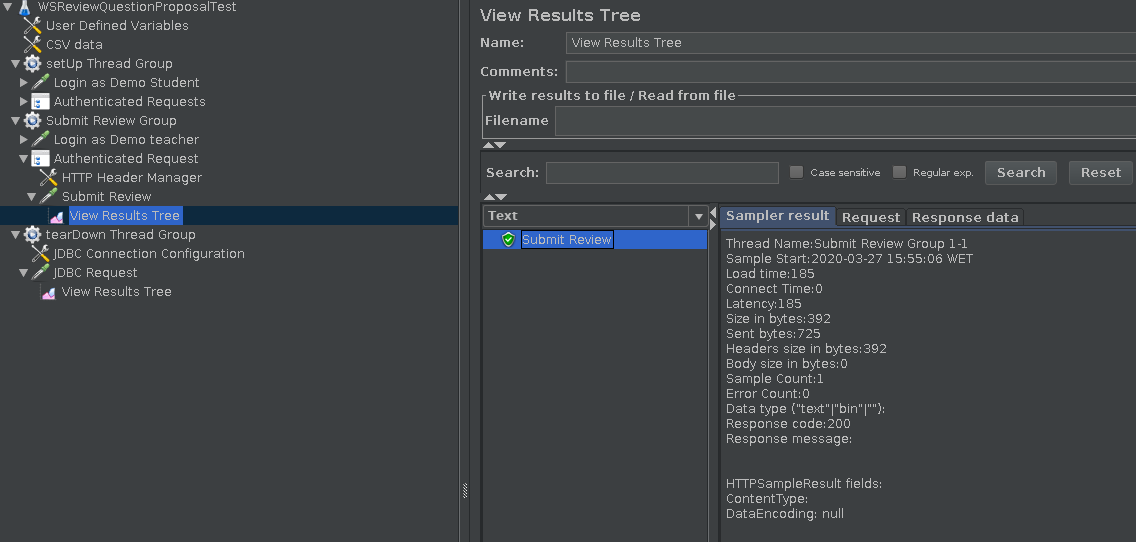 WSReviewQuestionProposalTest
User Defined Variables
CSV data
setUp Thread Group
Login as Demo Student
Authenticated Requests
Submit Review Group
Login as Demo teacher
Authenticated Request
HTTP Header Manager
Submit Review
View Results Tree
tearDown Thread Group
JDBC Connection Configuration
JDBC Request
View Results Tree
View Results Tree
Name: View Results Tree
Comments:
Write results to file / Read from file
Filename
Search: Case sensitive Regular exp. Search Reset
Text
Submit Review
Sampler result Request Response data
Thread Name:Submit Review Group 1-1
Sample Start:2020-03-27 15:55:06 WET
Load time:185
Connect Time:0
Latency:185
Size in bytes:392
Sent bytes:725
Headers size in bytes:392
Body size in bytes:0
Sample Count:1
Error Count:0
Data type ("text"|"bin"|""):
Response code:200
Response message:
HTTPSampleResult fields:
ContentType:
DataEncoding: null